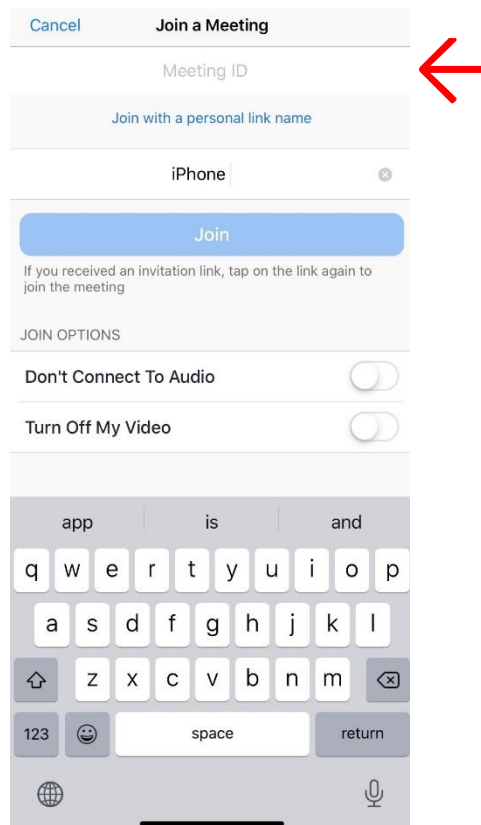 Cancel Join a Meeting
Meeting ID
Join with a personal link name
iPhone
Join
If you received an invitation link, tap on the link again to
join the meeting
JOIN OPTIONS
Don't Connect To Audio
Turn Off My Video
app is and
q w e r t y u i o p
a s d f g h j k l
z x c v b n m
123 space return